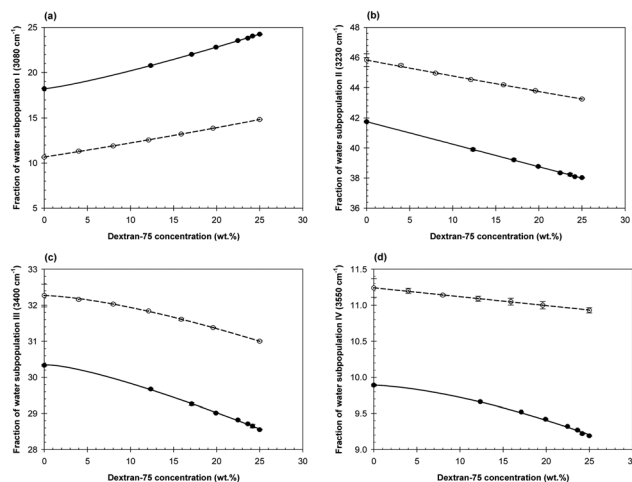 (a)
25
20
15
10
5
0 5 10 15 20 25 30
Dextran-75 concentration (wt.%)
Fraction of water subpopulation I (3080 cm⁻¹)
(b)
48
46
44
42
40
38
36
0 5 10 15 20 25 30
Dextran-75 concentration (wt.%)
Fraction of water subpopulation II (3230 cm⁻¹)
(c)
33
32
31
30
29
28
0 5 10 15 20 25 30
Dextran-75 concentration (wt.%)
Fraction of water subpopulation III (3400 cm⁻¹)
(d)
11.5
11.0
10.5
10.0
9.5
9.0
0 5 10 15 20 25 30
Dextran-75 concentration (wt.%)
Fraction of water subpopulation IV (3550 cm⁻¹)